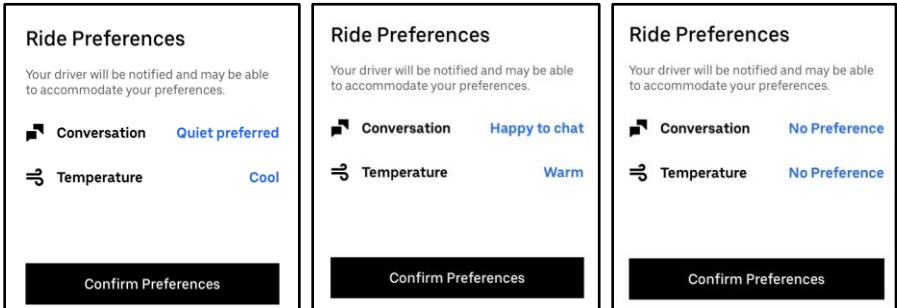 Ride Preferences
Your driver will be notified and may be able
to accommodate your preferences.
Conversation Quiet preferred
Temperature Cool
Confirm Preferences
Ride Preferences
Your driver will be notified and may be able
to accommodate your preferences.
Conversation Happy to chat
Temperature Warm
Confirm Preferences
Ride Preferences
Your driver will be notified and may be able
to accommodate your preferences.
Conversation No Preference
Temperature No Preference
Confirm Preferences